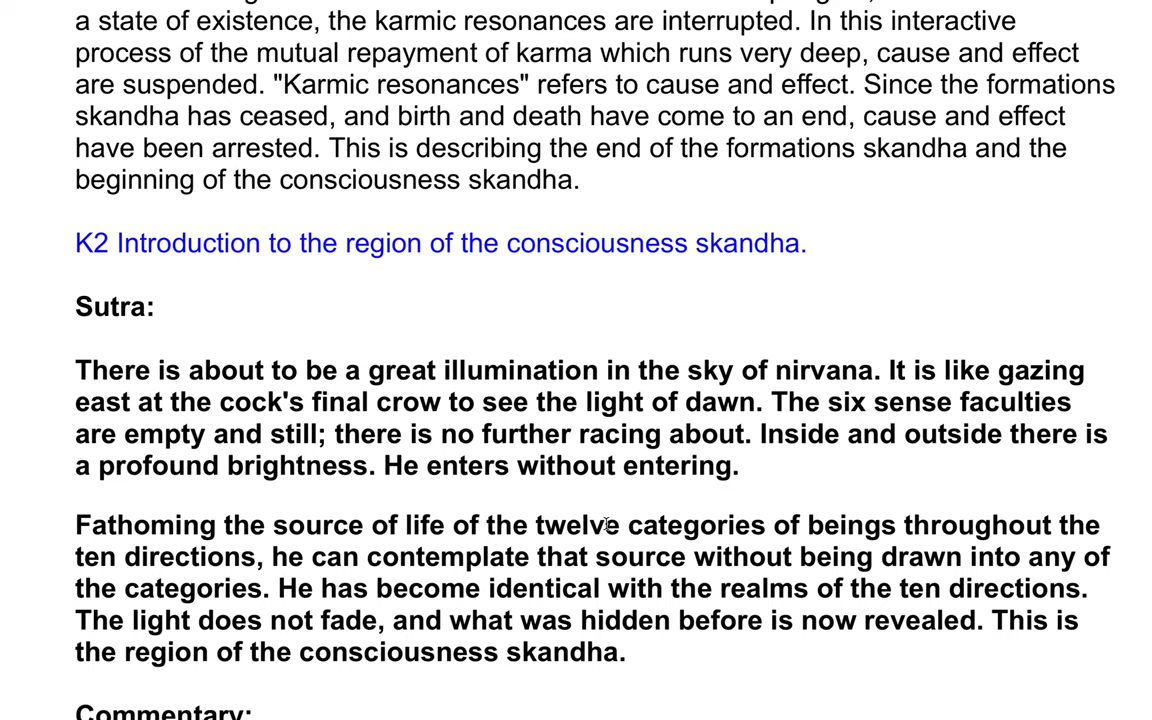 a state of existence, the karmic resonances are interrupted. In this interactive
process of the mutual repayment of karma which runs very deep, cause and effect
are suspended. "Karmic resonances" refers to cause and effect. Since the formations
skandha has ceased, and birth and death have come to an end, cause and effect
have been arrested. This is describing the end of the formations skandha and the
beginning of the consciousness skandha.
K2 Introduction to the region of the consciousness skandha.
Sutra:
There is about to be a great illumination in the sky of nirvana. It is like gazing
east at the cock's final crow to see the light of dawn. The six sense faculties
are empty and still; there is no further racing about. Inside and outside there is
a profound brightness. He enters without entering.
Fathoming the source of life of the twelve categories of beings throughout the
ten directions, he can contemplate that source without being drawn into any of
the categories. He has become identical with the realms of the ten directions.
The light does not fade, and what was hidden before is now revealed. This is
the region of the consciousness skandha.
Commentary: